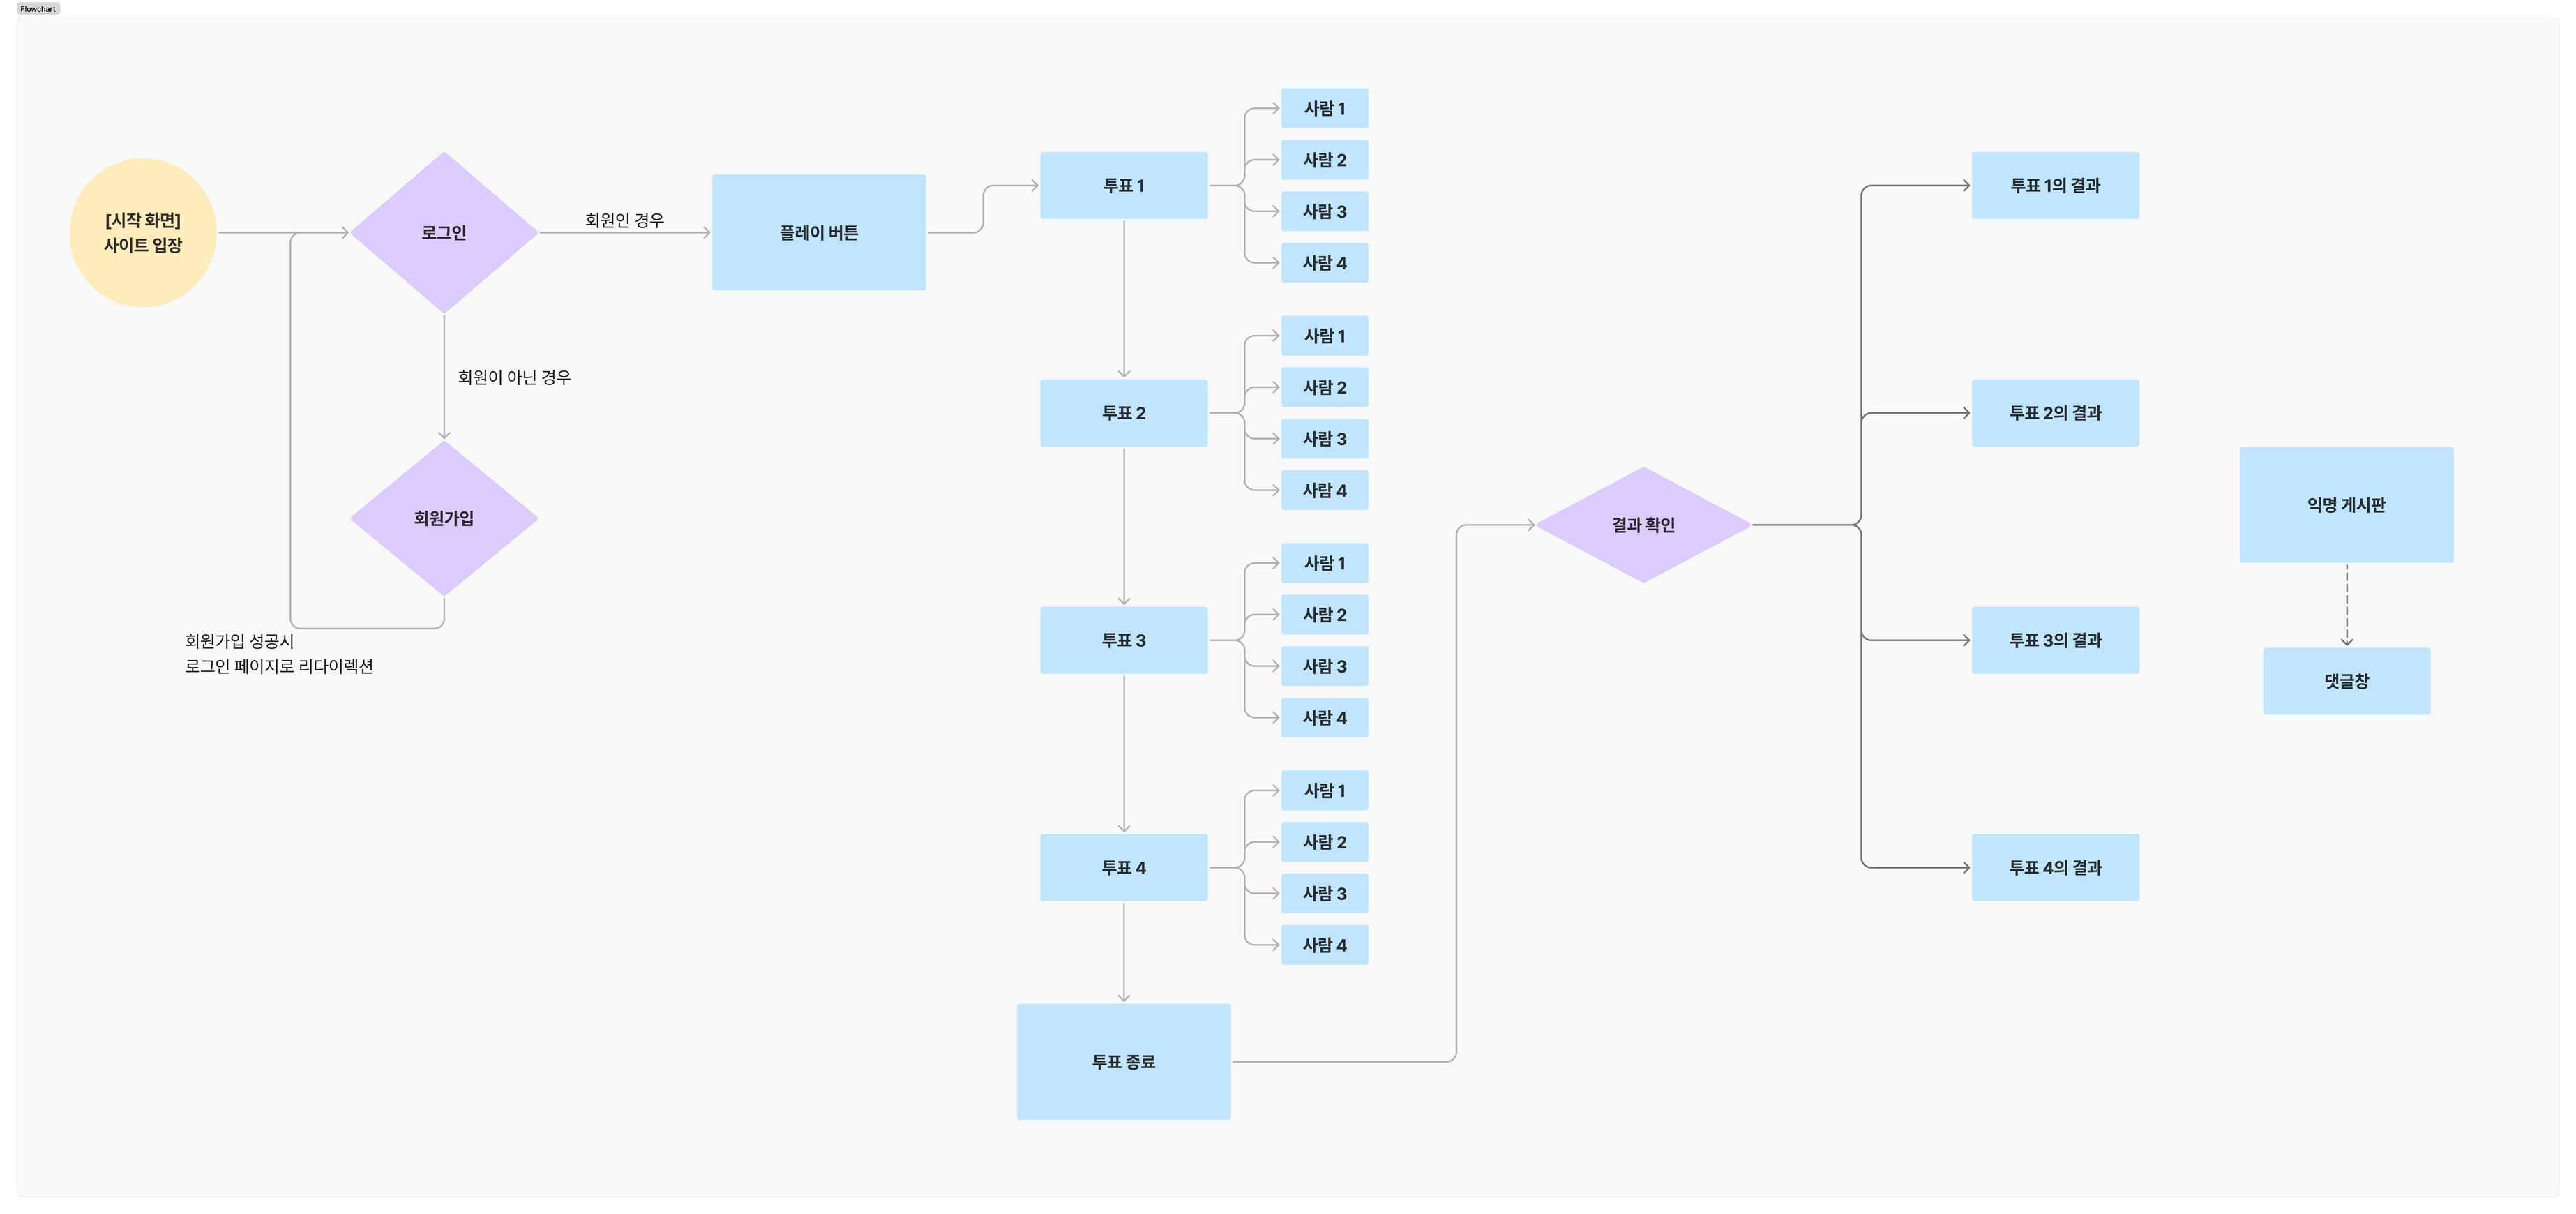 Flowchart
[시작 화면]
사이트 입장
로그인
회원인 경우
회원이 아닌 경우
회원가입
회원가입 성공시
로그인 페이지로 리다이렉션
플레이 버튼
투표 1
사람 1
사람 2
사람 3
사람 4
투표 2
사람 1
사람 2
사람 3
사람 4
투표 3
사람 1
사람 2
사람 3
사람 4
투표 4
사람 1
사람 2
사람 3
사람 4
투표 종료
결과 확인
투표 1의 결과
투표 2의 결과
투표 3의 결과
투표 4의 결과
익명 게시판
댓글창